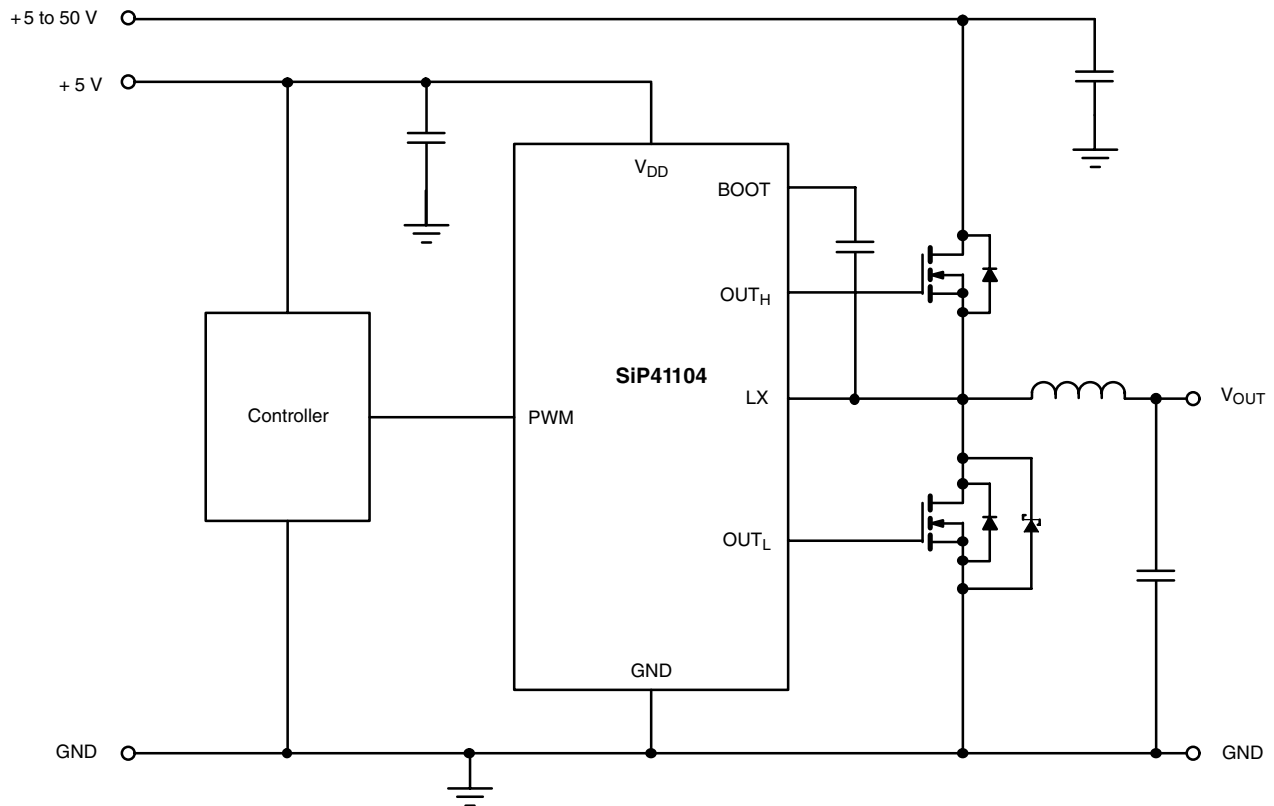 +5 to 50 V
+ 5 V
V_DD
BOOT
OUT_H
SiP41104
LX
V_OUT
Controller
PWM
OUT_L
GND
GND
GND